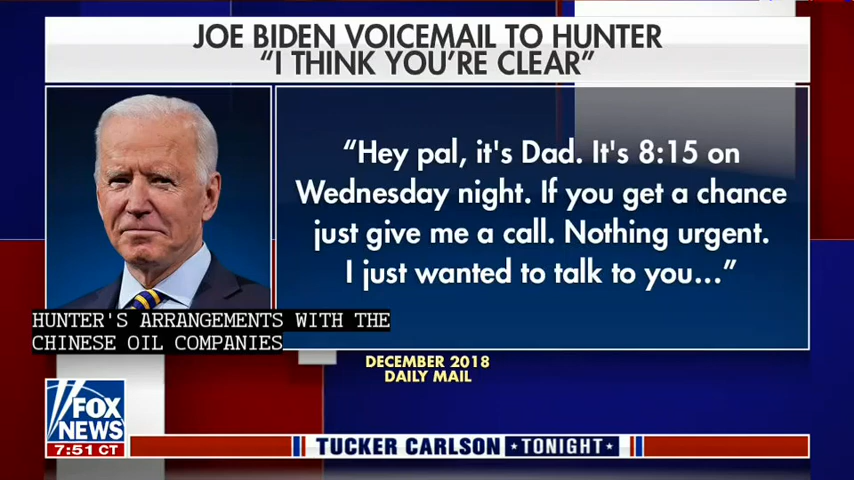 JOE BIDEN VOICEMAIL TO HUNTER
“I THINK YOU’RE CLEAR”
“Hey pal, it's Dad. It's 8:15 on
Wednesday night. If you get a chance
just give me a call. Nothing urgent.
I just wanted to talk to you...”
HUNTER'S ARRANGEMENTS WITH THE
CHINESE OIL COMPANIES
DECEMBER 2018
DAILY MAIL
FOX
NEWS
7:51 CT
TUCKER CARLSON TONIGHT